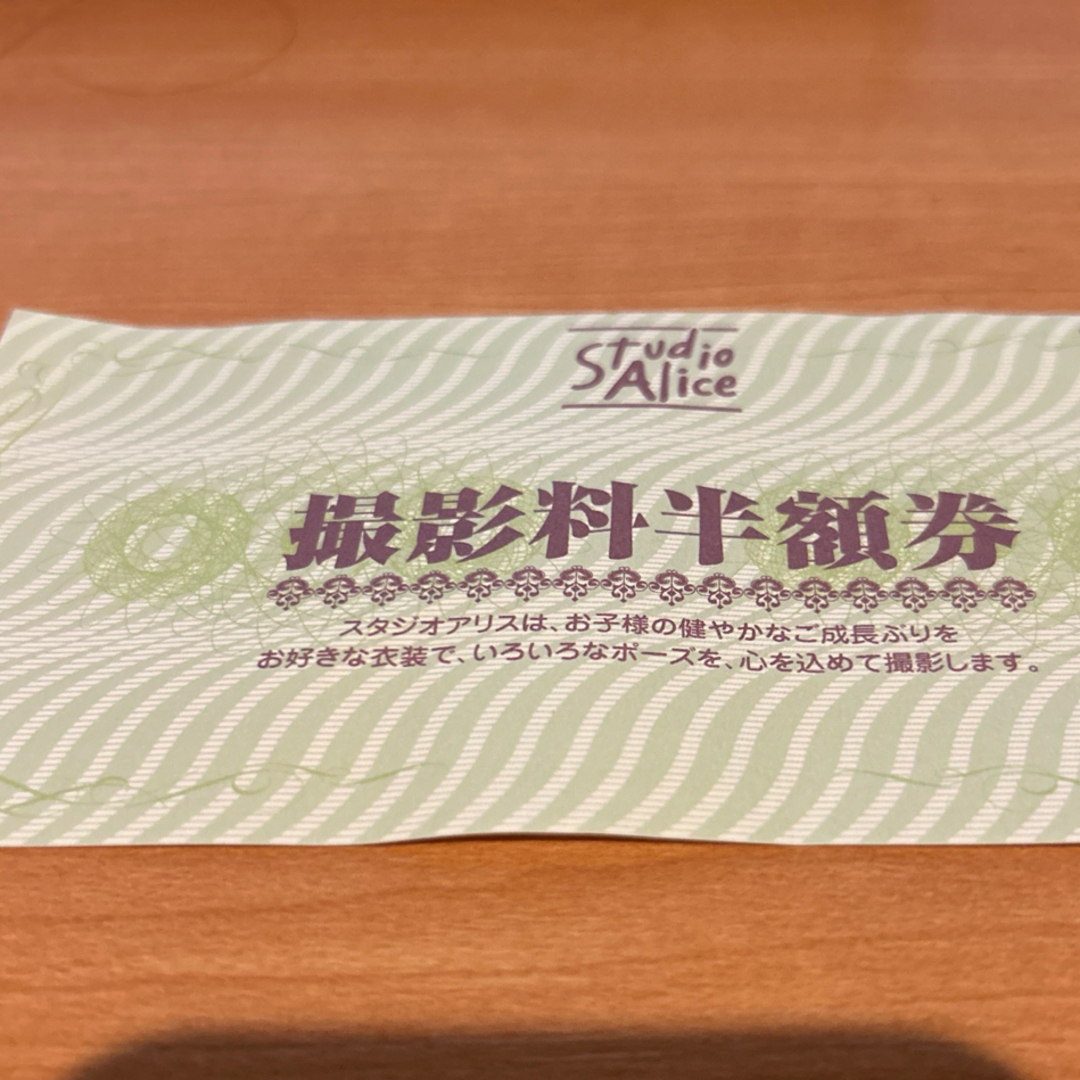 Studio
Alice
撮影料半額券
スタジオアリスは、お子様の健やかなご成長ぶりを
お好きな衣装で、いろいろなポーズを、心を込めて撮影します。